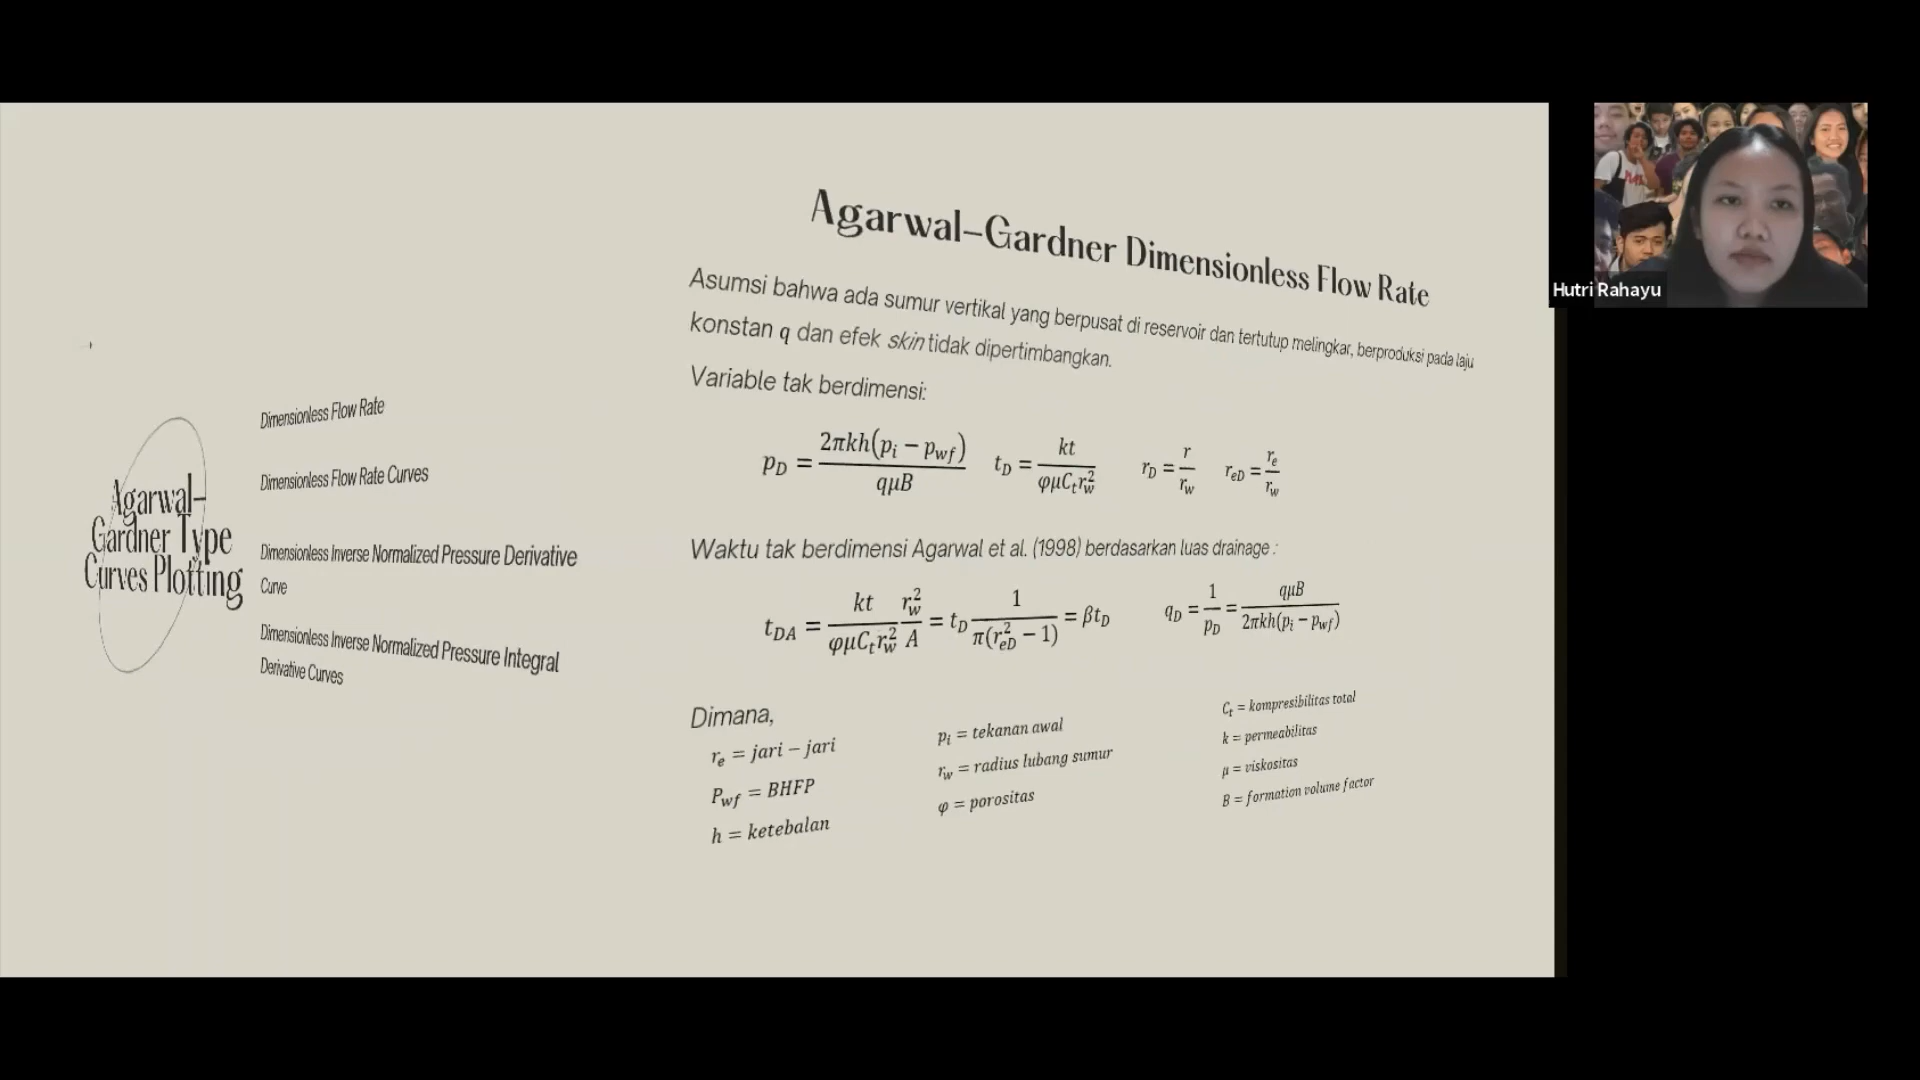 Agarwal–Gardner Dimensionless Flow Rate
Asumsi bahwa ada sumur vertikal yang berpusat di reservoir dan tertutup melingkar, berproduksi pada laju
konstan q dan efek skin tidak dipertimbangkan.
Variable tak berdimensi:
p_D = 2πkh(p_i − p_wf) / qμB   t_D = kt / φμC_t r_w^2   r_D = r / r_w   r_eD = r_e / r_w
Waktu tak berdimensi Agarwal et al. (1998) berdasarkan luas drainage :
t_DA = kt / φμC_t r_w^2 r_w^2 / A = t_D 1 / π(r_eD^2 − 1) = βt_D   q_D = 1 / p_D = qμB / 2πkh(p_i − p_wf)
Dimana,
r_e = jari − jari
P_wf = BHFP
h = ketebalan
p_i = tekanan awal
r_w = radius lubang sumur
φ = porositas
C_t = kompresibilitas total
k = permeabilitas
μ = viskositas
B = formation volume factor
Agarwal–
Gardner Type
Curves Plotting
Dimensionless Flow Rate
Dimensionless Flow Rate Curves
Dimensionless Inverse Normalized Pressure Derivative
Curve
Dimensionless Inverse Normalized Pressure Integral
Derivative Curves
Hutri Rahayu